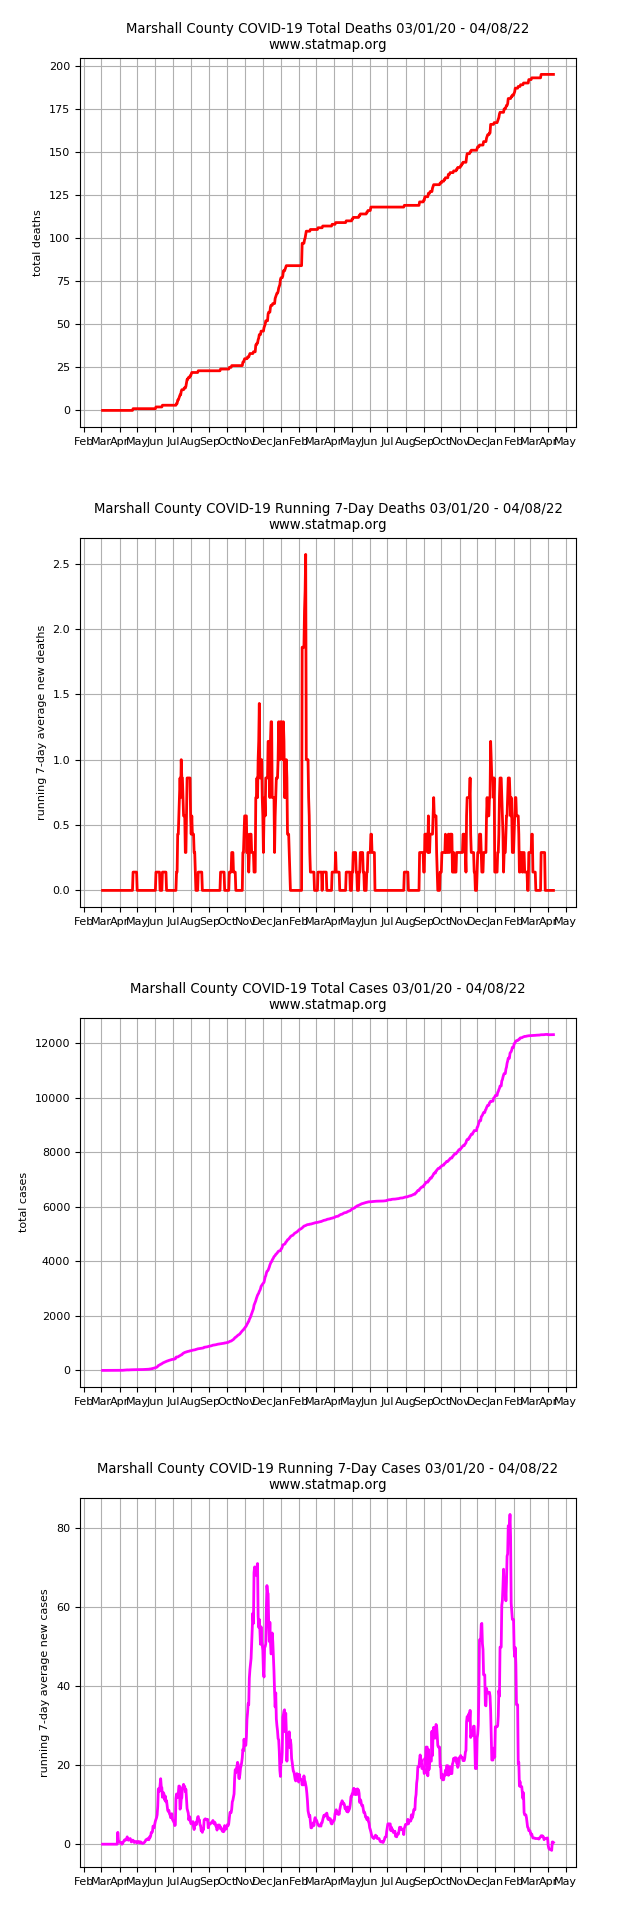 Marshall County COVID-19 Total Deaths 03/01/20 - 04/08/22
www.statmap.org
200
175
150
125
100
75
50
25
0
total deaths
Feb Mar Apr May Jun Jul Aug Sep Oct Nov Dec Jan Feb Mar Apr May Jun Jul Aug Sep Oct Nov Dec Jan Feb Mar Apr May
Marshall County COVID-19 Running 7-Day Deaths 03/01/20 - 04/08/22
www.statmap.org
2.5
2.0
1.5
1.0
0.5
0.0
running 7-day average new deaths
Feb Mar Apr May Jun Jul Aug Sep Oct Nov Dec Jan Feb Mar Apr May Jun Jul Aug Sep Oct Nov Dec Jan Feb Mar Apr May
Marshall County COVID-19 Total Cases 03/01/20 - 04/08/22
www.statmap.org
12000
10000
8000
6000
4000
2000
0
total cases
Feb Mar Apr May Jun Jul Aug Sep Oct Nov Dec Jan Feb Mar Apr May Jun Jul Aug Sep Oct Nov Dec Jan Feb Mar Apr May
Marshall County COVID-19 Running 7-Day Cases 03/01/20 - 04/08/22
www.statmap.org
80
60
40
20
0
running 7-day average new cases
Feb Mar Apr May Jun Jul Aug Sep Oct Nov Dec Jan Feb Mar Apr May Jun Jul Aug Sep Oct Nov Dec Jan Feb Mar Apr May